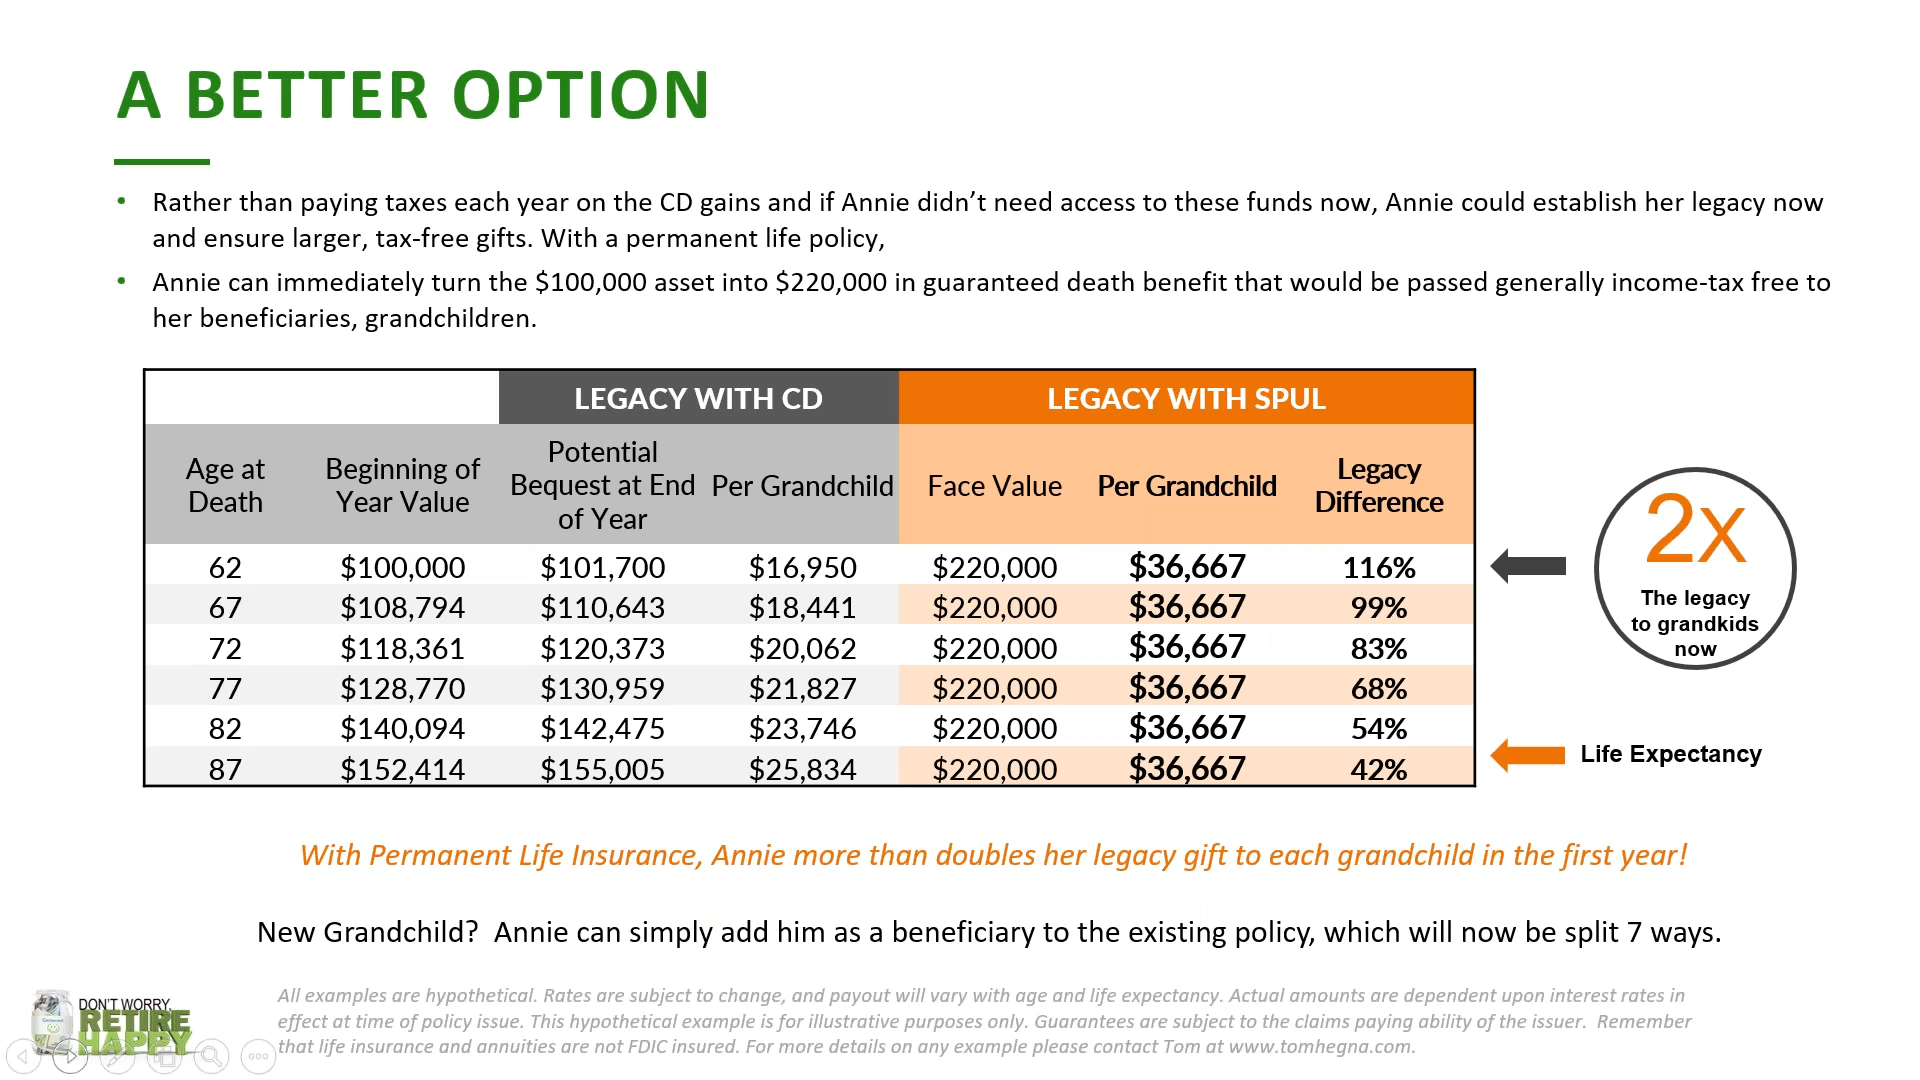 A BETTER OPTION
• Rather than paying taxes each year on the CD gains and if Annie didn’t need access to these funds now, Annie could establish her legacy now
and ensure larger, tax-free gifts. With a permanent life policy,
• Annie can immediately turn the $100,000 asset into $220,000 in guaranteed death benefit that would be passed generally income-tax free to
her beneficiaries, grandchildren.
LEGACY WITH CD LEGACY WITH SPUL
Age at Death Beginning of Year Value Potential Bequest at End of Year Per Grandchild Face Value Per Grandchild Legacy Difference
62 $100,000 $101,700 $16,950 $220,000 $36,667 116%
67 $108,794 $110,643 $18,441 $220,000 $36,667 99%
72 $118,361 $120,373 $20,062 $220,000 $36,667 83%
77 $128,770 $130,959 $21,827 $220,000 $36,667 68%
82 $140,094 $142,475 $23,746 $220,000 $36,667 54%
87 $152,414 $155,005 $25,834 $220,000 $36,667 42%
2x
The legacy
to grandkids
now
Life Expectancy
With Permanent Life Insurance, Annie more than doubles her legacy gift to each grandchild in the first year!
New Grandchild? Annie can simply add him as a beneficiary to the existing policy, which will now be split 7 ways.
DON'T WORRY,
RETIRE
HAPPY
All examples are hypothetical. Rates are subject to change, and payout will vary with age and life expectancy. Actual amounts are dependent upon interest rates in
effect at time of policy issue. This hypothetical example is for illustrative purposes only. Guarantees are subject to the claims paying ability of the issuer. Remember
that life insurance and annuities are not FDIC insured. For more details on any example please contact Tom at www.tomhegna.com.